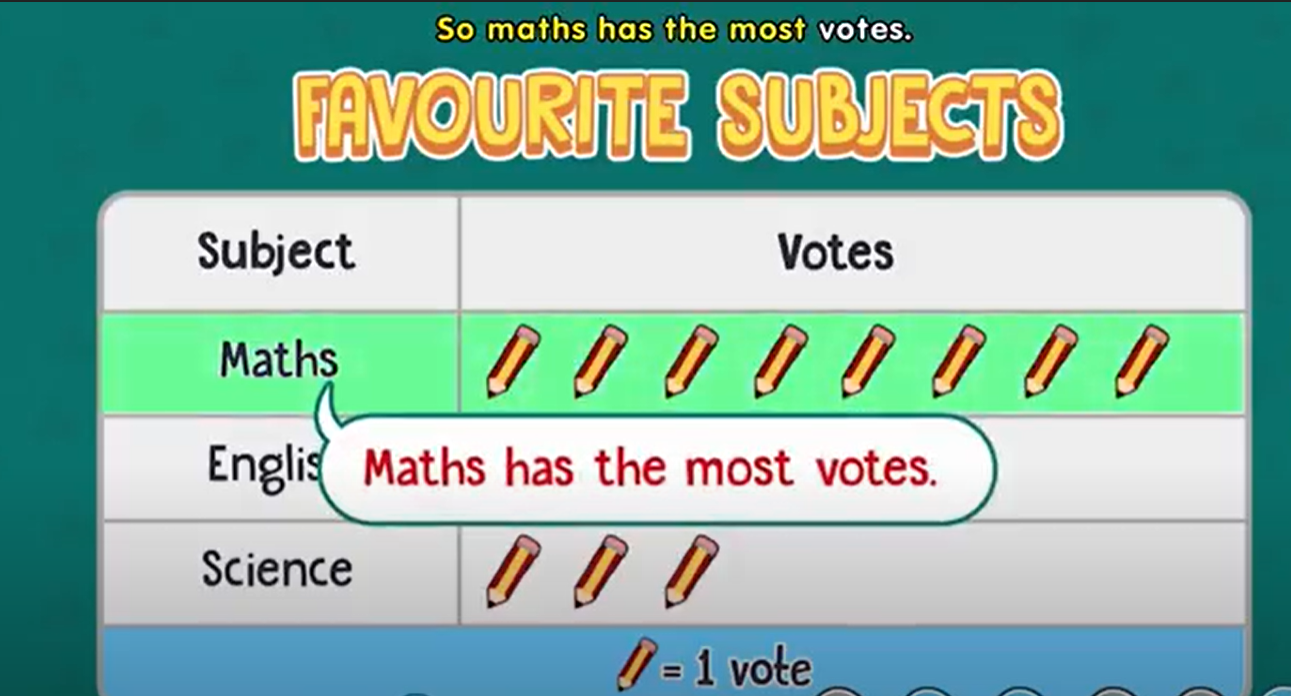 So maths has the most votes.
FAVOURITE SUBJECTS
Subject Votes
Maths
Maths has the most votes.
Englis
Science
= 1 vote